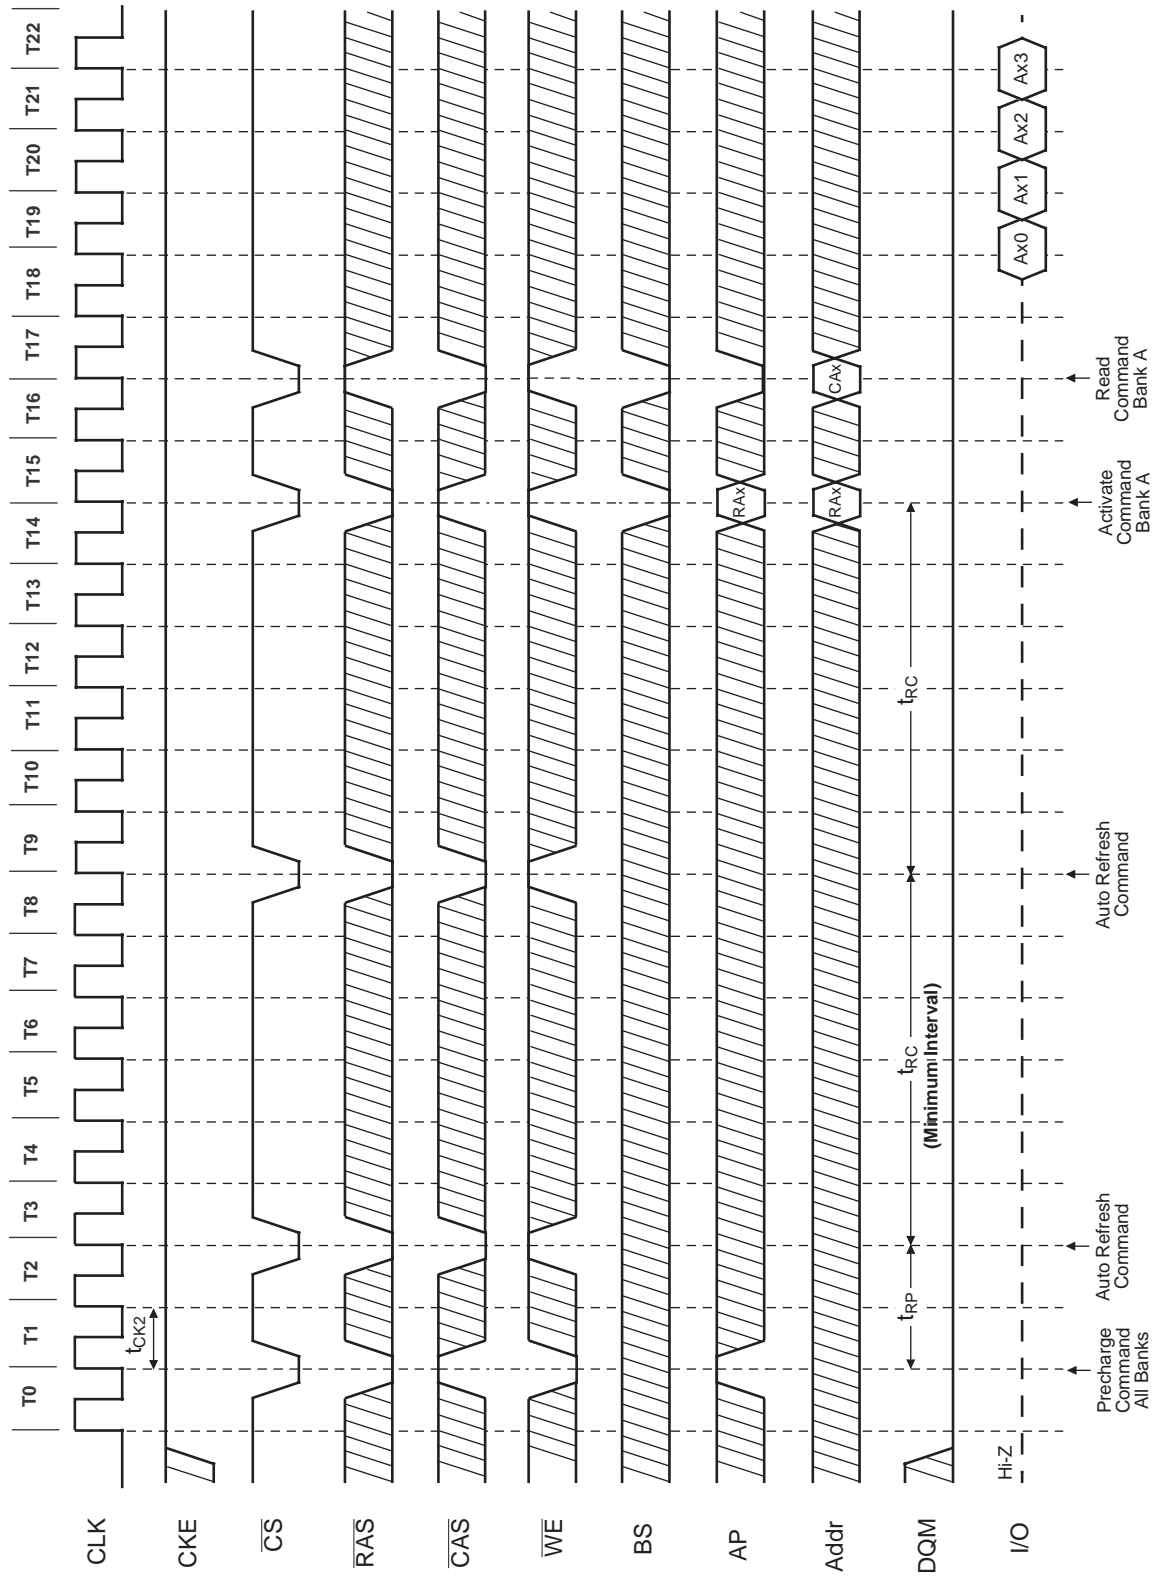 T0 T1 T2 T3 T4 T5 T6 T7 T8 T9 T10 T11 T12 T13 T14 T15 T16 T17 T18 T19 T20 T21 T22
CLK
tCK2
CKE
CS
RAS
CAS
WE
BS
AP
RAx
Addr
RAx CAx
DQM
tRP tRC tRC
(Minimum Interval)
I/O
Hi-Z
Ax0 Ax1 Ax2 Ax3
Precharge
Command
All Banks
Auto Refresh
Command
Auto Refresh
Command
Activate
Command
Bank A
Read
Command
Bank A